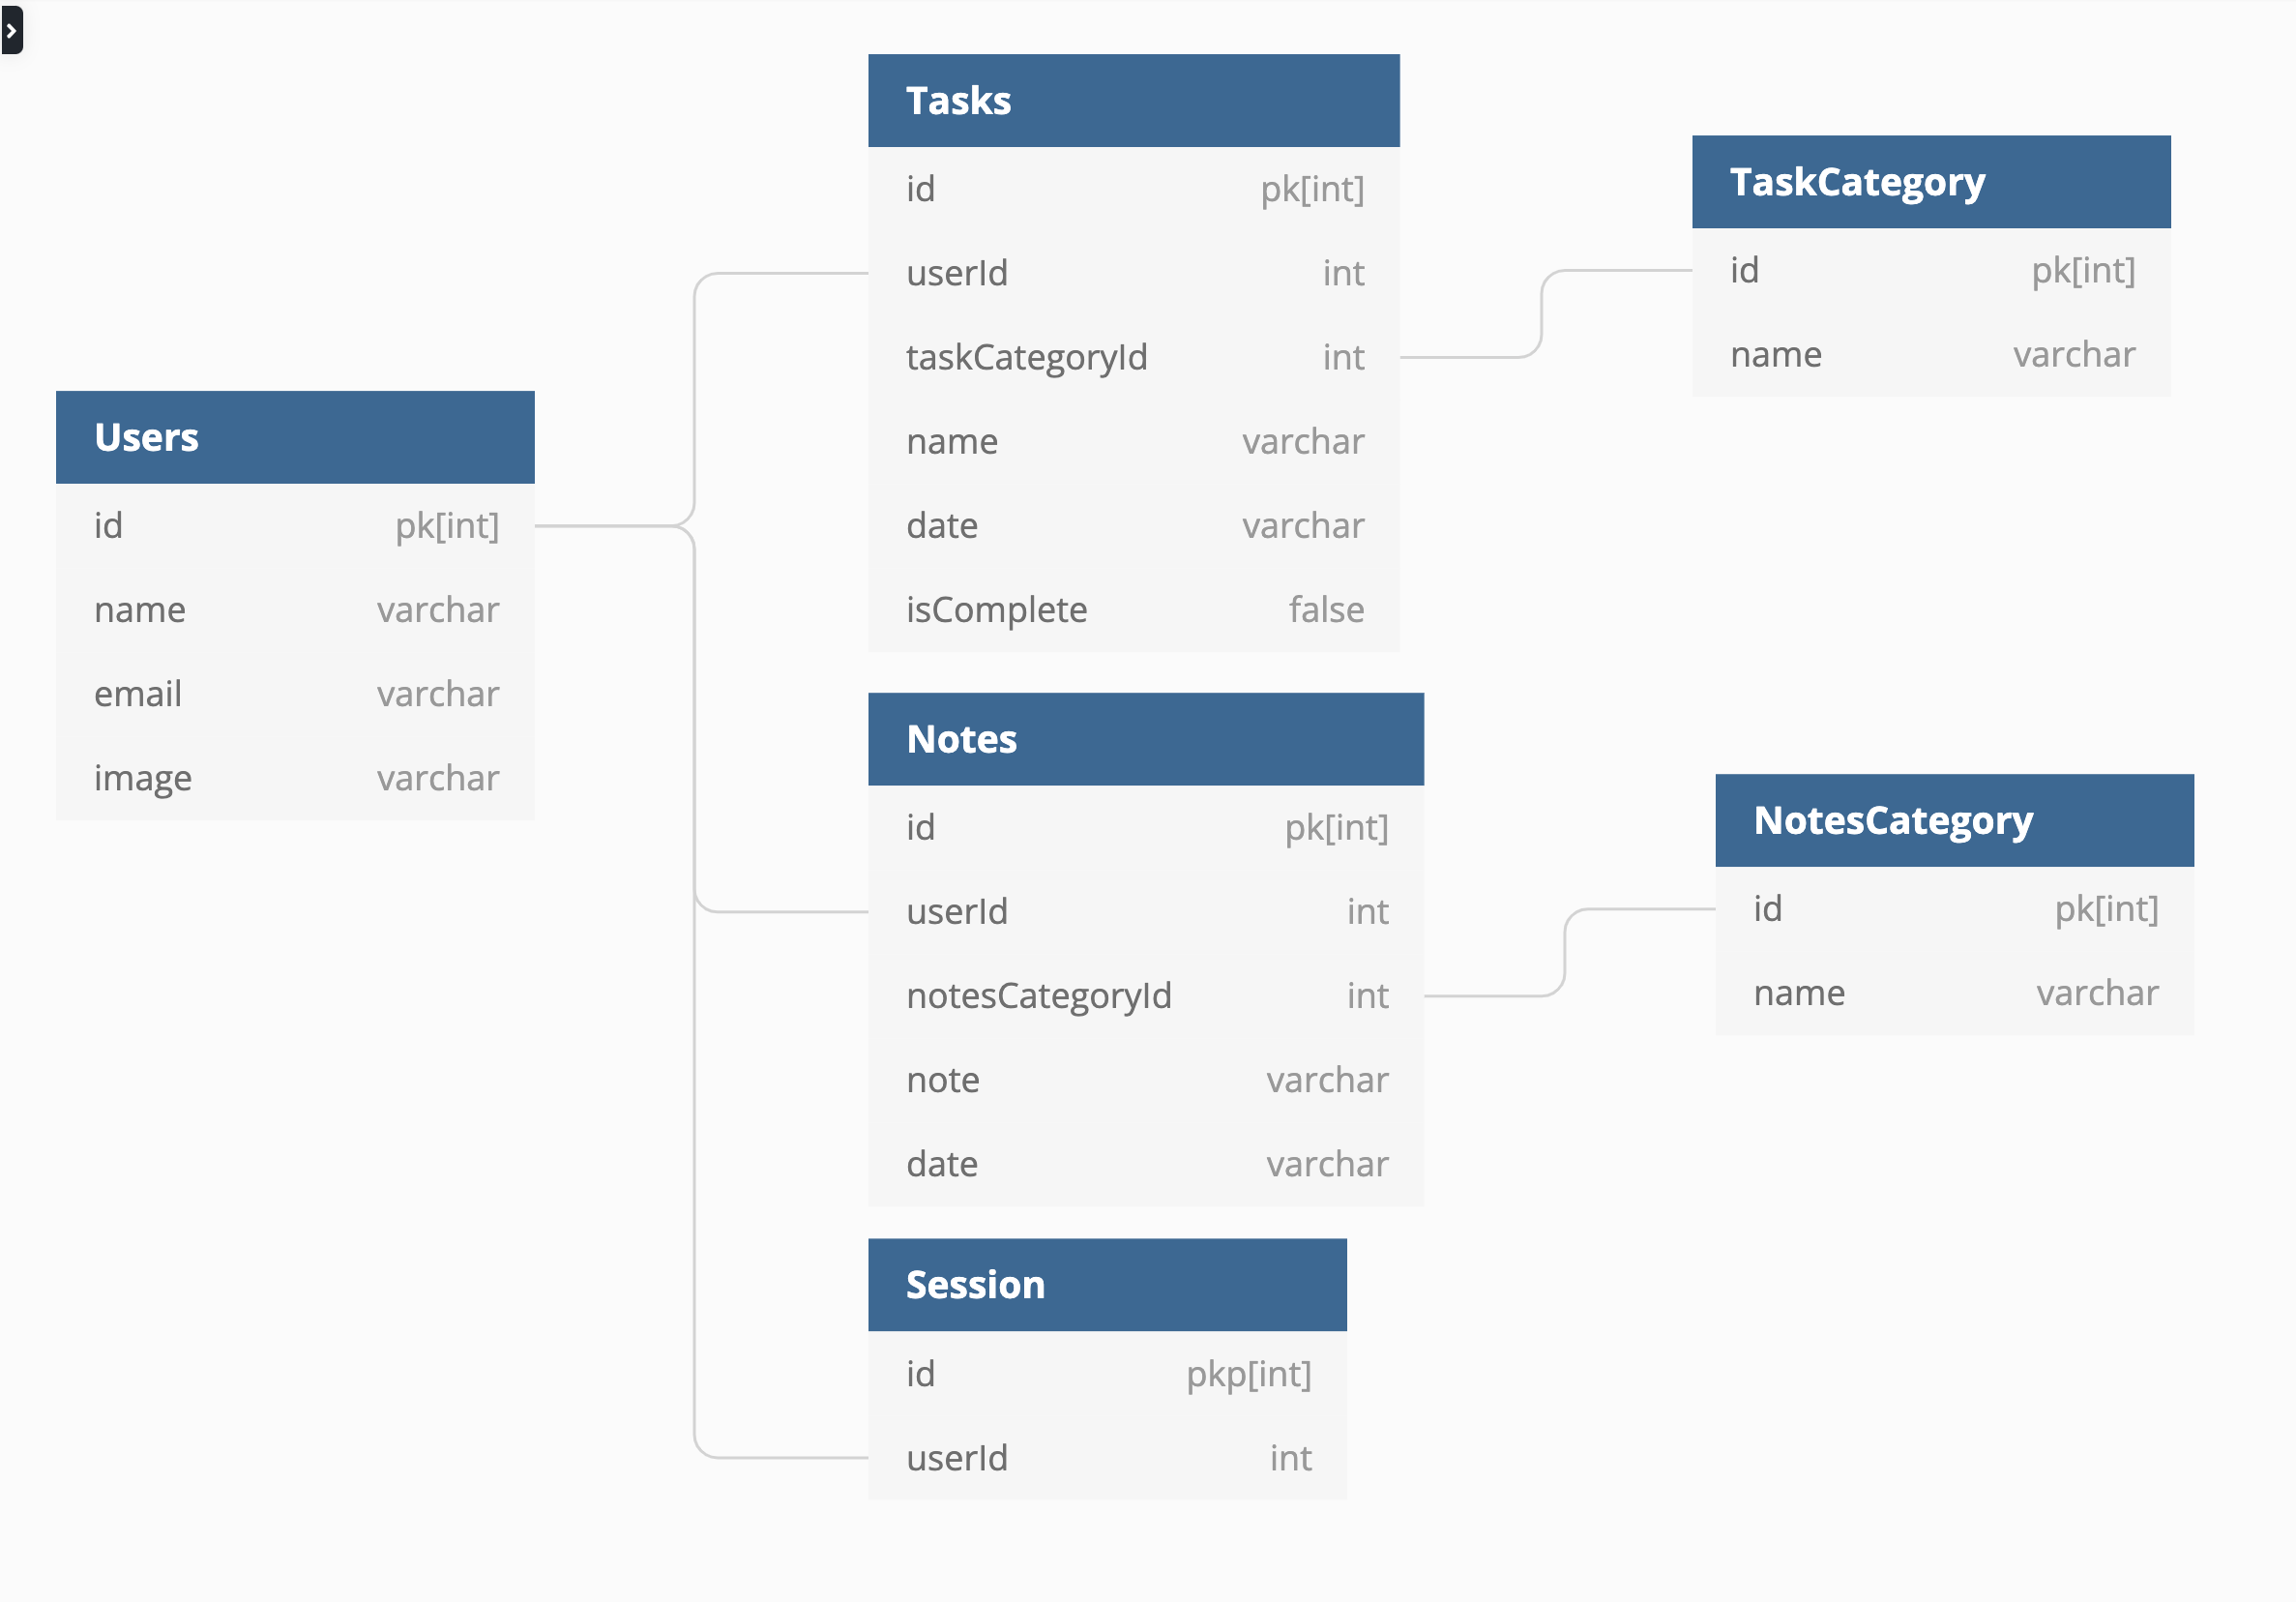 Users
id pk[int]
name varchar
email varchar
image varchar
Tasks
id pk[int]
userId int
taskCategoryId int
name varchar
date varchar
isComplete false
TaskCategory
id pk[int]
name varchar
Notes
id pk[int]
userId int
notesCategoryId int
note varchar
date varchar
NotesCategory
id pk[int]
name varchar
Session
id pkp[int]
userId int